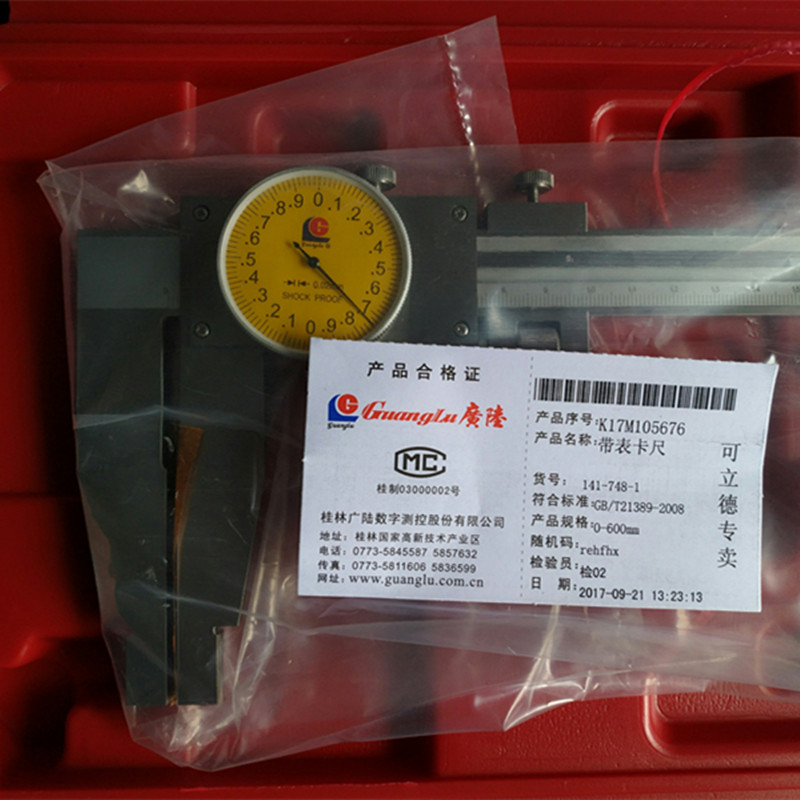 .9 0 .1 .2 .3 .4 .5 .6 .7 .8 .9 0 .1 .2 .3 .4 .5 .6 .7 .8
G
Guanglu
SHOCK PROOF
产品合格证
G
Guanglu
GuangLu 廣陸
MC
桂制03000002号
桂林广陆数字测控股份有限公司
地址：桂林国家高新技术产业区
电话：0773-5845587 5857632
传真：0773-5811606 5836599
网址：www.guanglu.com.cn
产品序号:K17M105676
产品名称:带表卡尺
货号： 141-748-1
符合标准:GB/T21389-2008
产品规格:0-600mm
随机码:rehfhx
检验员:检02
日 期:2017-09-21 13:23:13
可立德专卖